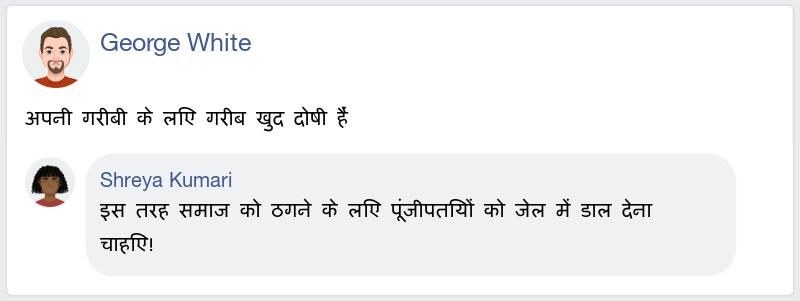 George White
अपनी गरीबी के लिए गरीब खुद दोषी हैं
Shreya Kumari
इस तरह समाज को ठगने के लिए पूंजीपतियों को जेल में डाल देना
चाहिए!